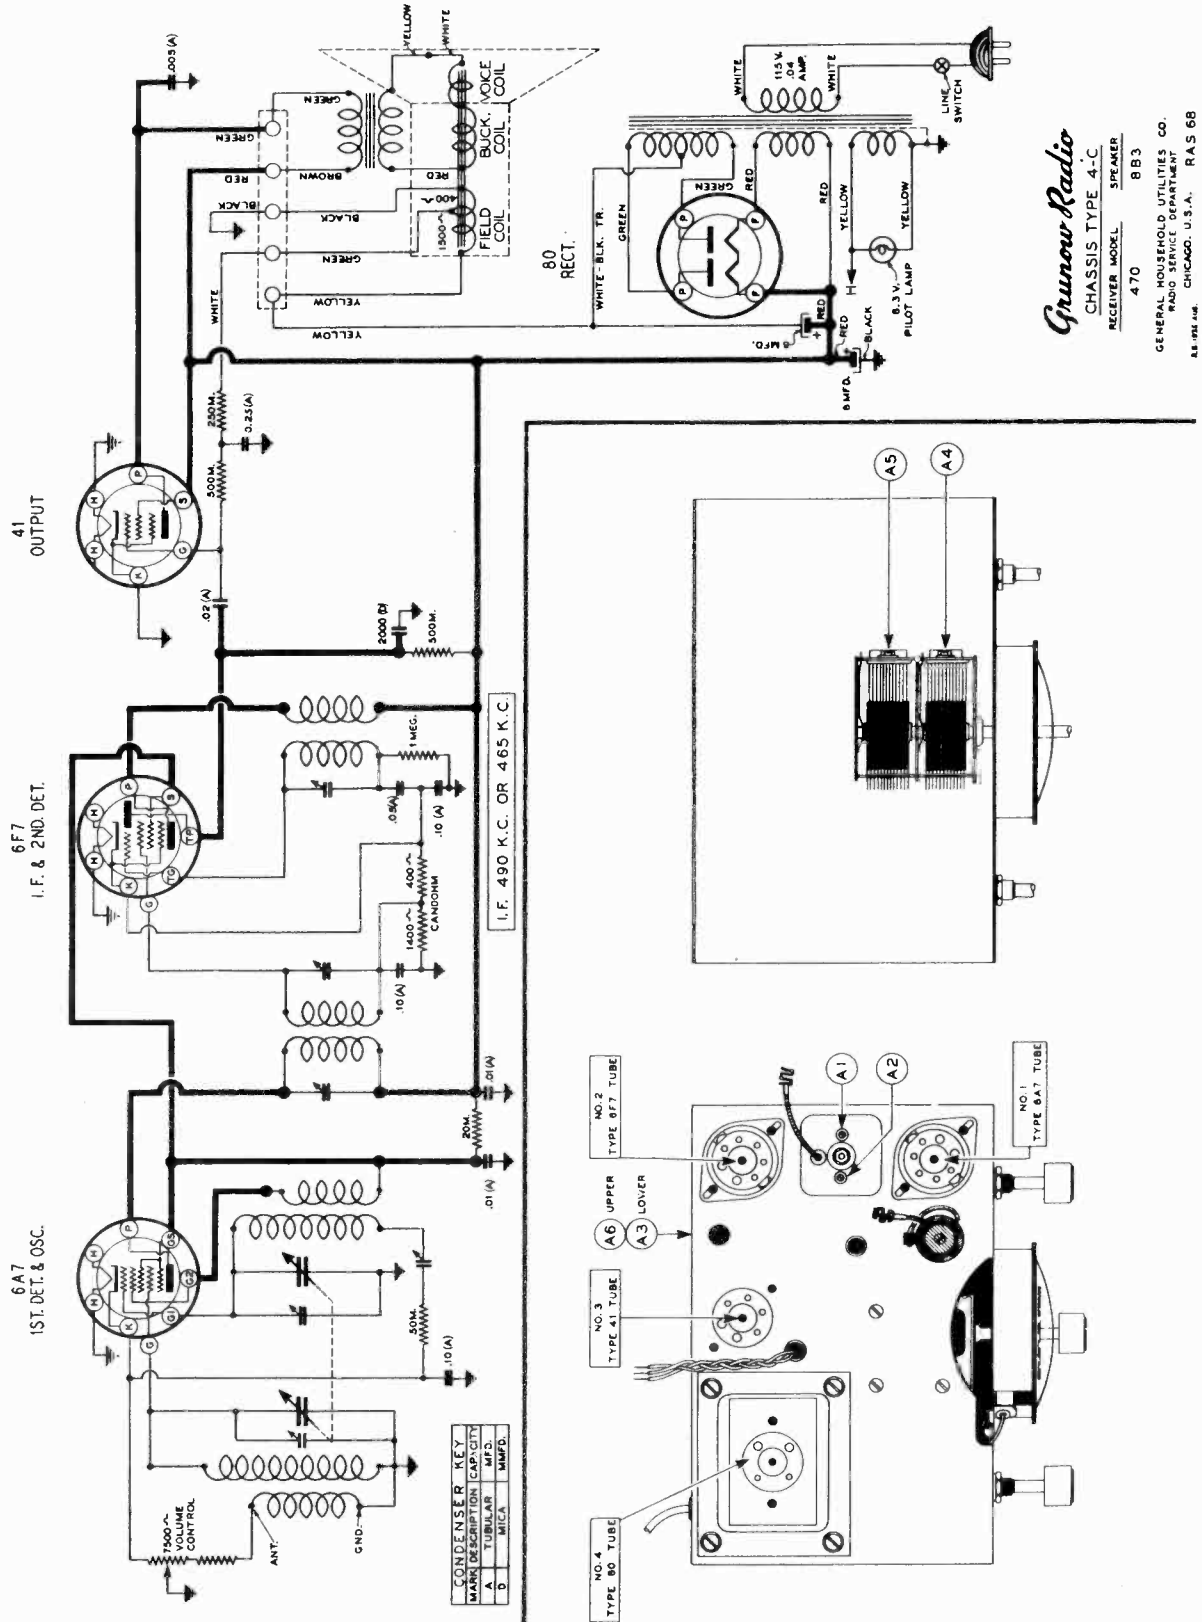 6A7
1ST. DET. & OSC.
6F7
I.F. & 2ND. DET.
41
OUTPUT
7500~
VOLUME
CONTROL
ANT.
GND.
K
H
H
P
G5
G2
G1
G
50M.
.10 (A)
.01 (A)
20M.
.01(A)
K
H
H
P
S
TP
TG
G
.10 (A)
1400~
400~
CANDOHM
.05(A)
.10 (A)
1 MEG.
2000 (D)
500M.
.02 (A)
K
H
H
P
S
G
500M.
250M.
0.25(A)
.005(A)
WHITE
YELLOW
GREEN
BLACK
RED
GREEN
YELLOW
GREEN
BLACK
BROWN
GREEN
RED
1500~
400~
FIELD
COIL
BUCK.
COIL
VOICE
COIL
YELLOW
WHITE
80
RECT.
WHITE-BLK. TR.
GREEN
GREEN
RED
RED
P
P
F
F
YELLOW
YELLOW
H
6.3 V.
PILOT LAMP
WHITE
115 V.
.04
AMP.
WHITE
LINE
SWITCH
8 MFD.
+
RED
RED
8 MFD.
+
BLACK
I.F. 490 K.C. OR 465 K.C.
CONDENSER KEY
MARK DESCRIPTION CAPACITY
A TUBULAR MFD.
D MICA MMFD.
NO. 4
TYPE 80 TUBE
NO. 3
TYPE 41 TUBE
A6 UPPER
A3 LOWER
NO. 2
TYPE 6F7 TUBE
A1
A2
NO. 1
TYPE 6A7 TUBE
A5
A4
Grunow Radio
CHASSIS TYPE 4-C
RECEIVER MODEL SPEAKER
470 8B3
GENERAL HOUSEHOLD UTILITIES CO.
RADIO SERVICE DEPARTMENT
CHICAGO. U.S.A. RAS 68